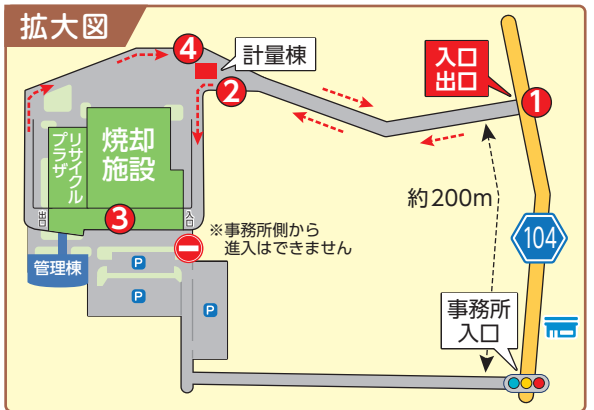 拡大図
4
計量棟
2
入口
出口
1
焼却
施設
リサイクル
プラザ
出口
3
入口
約200m
※事務所側から
進入はできません
104
管理棟
P
P
P
事務所
入口